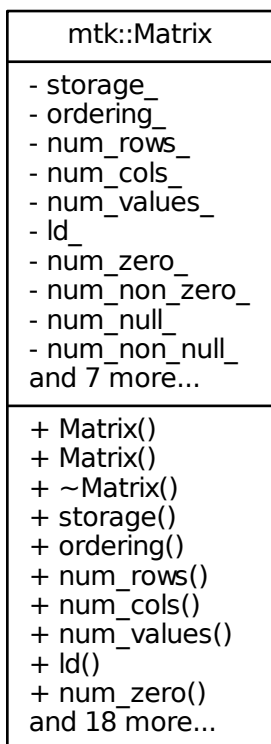 mtk::Matrix
- storage_
- ordering_
- num_rows_
- num_cols_
- num_values_
- ld_
- num_zero_
- num_non_zero_
- num_null_
- num_non_null_
and 7 more...
+ Matrix()
+ Matrix()
+ ~Matrix()
+ storage()
+ ordering()
+ num_rows()
+ num_cols()
+ num_values()
+ ld()
+ num_zero()
and 18 more...